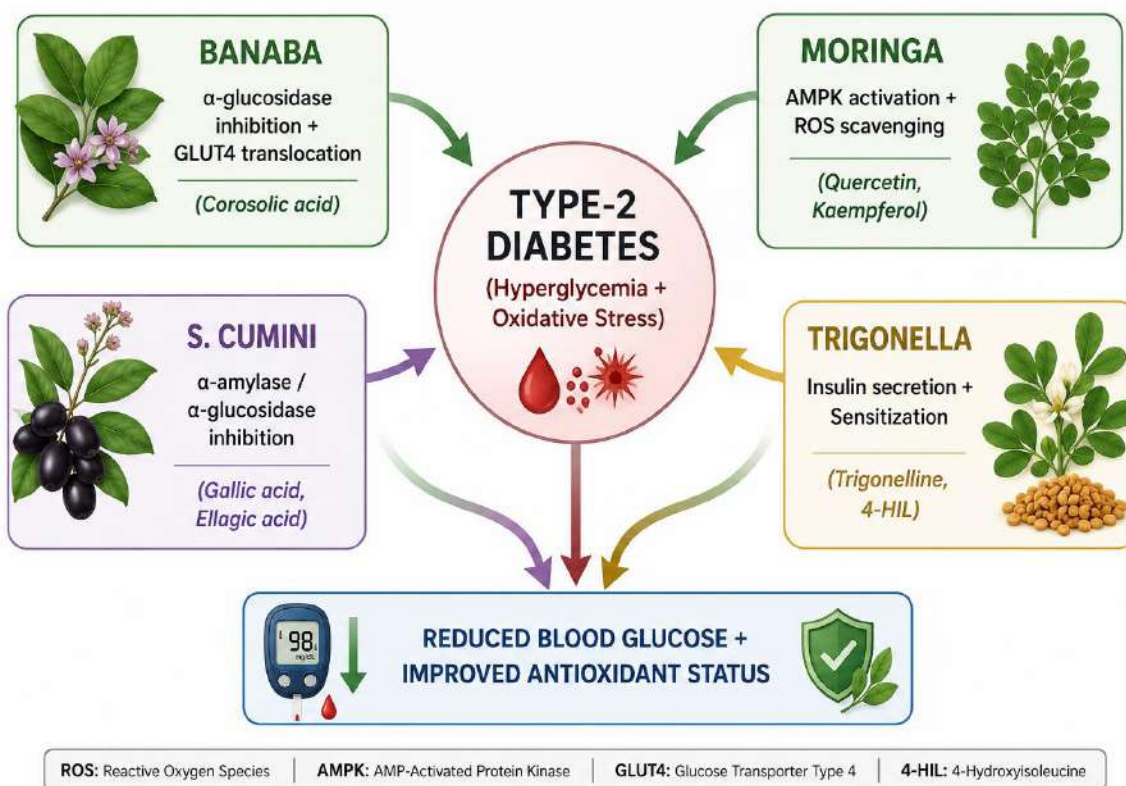 BANABA
α-glucosidase
inhibition +
GLUT4 translocation
(Corosolic acid)
MORINGA
AMPK activation +
ROS scavenging
(Quercetin,
Kaempferol)
TYPE-2
DIABETES
(Hyperglycemia +
Oxidative Stress)
S. CUMINI
α-amylase /
α-glucosidase
inhibition
(Gallic acid,
Ellagic acid)
TRIGONELLA
Insulin secretion +
Sensitization
(Trigonelline,
4-HIL)
98
mg/dL
REDUCED BLOOD GLUCOSE +
IMPROVED ANTIOXIDANT STATUS
ROS: Reactive Oxygen Species | AMPK: AMP-Activated Protein Kinase | GLUT4: Glucose Transporter Type 4 | 4-HIL: 4-Hydroxyisoleucine